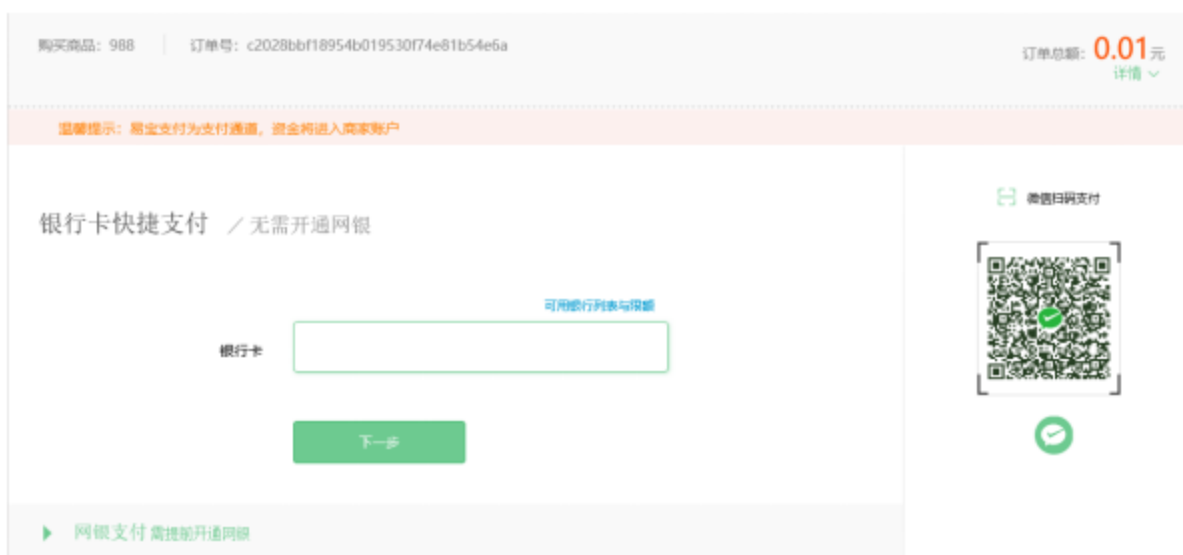 购买商品：988 订单号：c2028bbf18954b019530f74e81b54e6a
订单总额：0.01元
详情
温馨提示：易宝支付为支付通道，资金将进入商家账户
银行卡快捷支付 / 无需开通网银
微信扫码支付
可用银行列表与限额
银行卡
下一步
网银支付 需提前开通网银